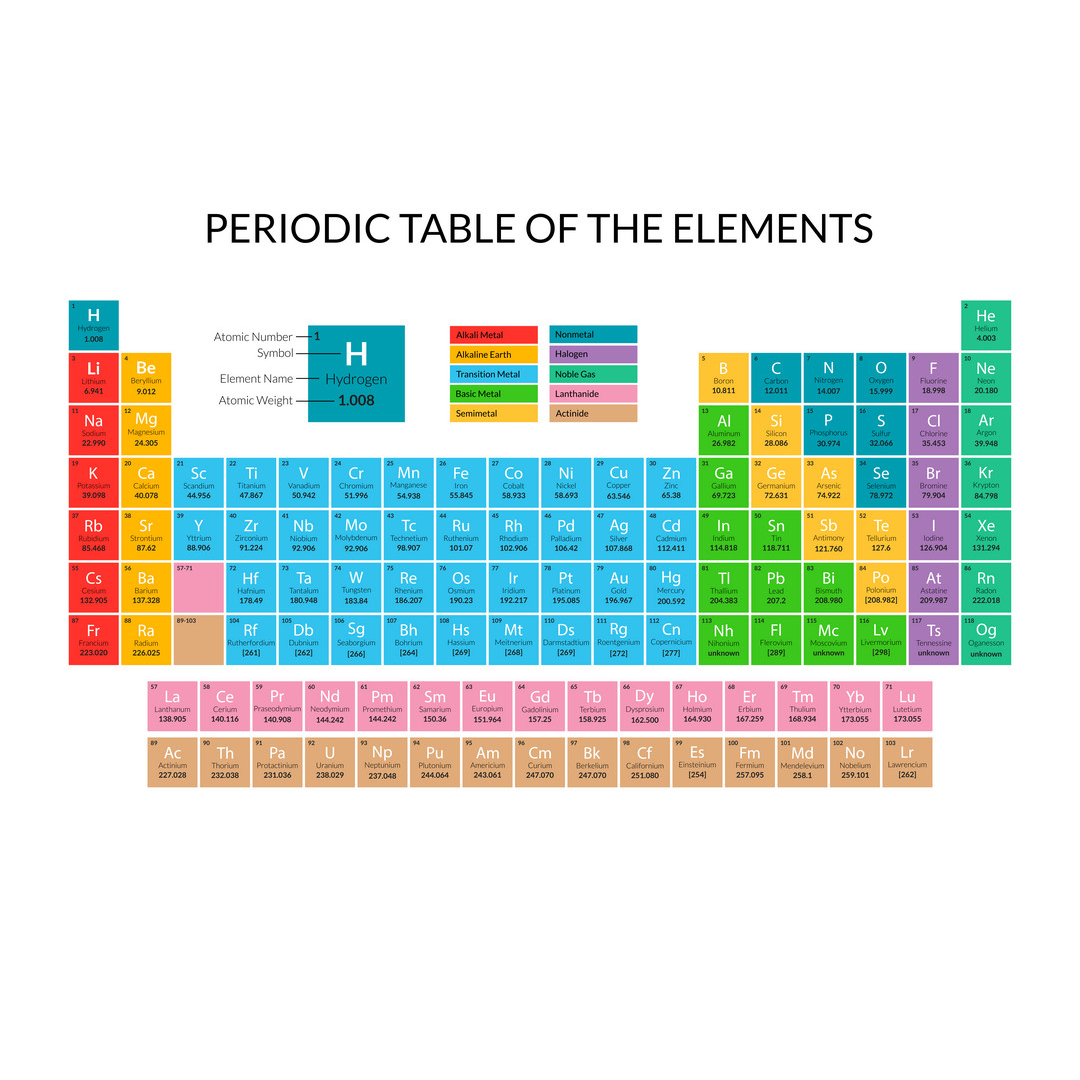 PERIODIC TABLE OF THE ELEMENTS
1 2
H He
Hydrogen Helium
1.008 4.003
Atomic Number 1
Symbol H
Element Name Hydrogen
Atomic Weight 1.008
Alkali Metal Nonmetal
Alkaline Earth Halogen
Transition Metal Noble Gas
Basic Metal Lanthanide
Semimetal Actinide
3 4 5 6 7 8 9 10
Li Be B C N O F Ne
Lithium Beryllium Boron Carbon Nitrogen Oxygen Fluorine Neon
6.941 9.012 10.811 12.011 14.007 15.999 18.998 20.180
11 12 13 14 15 16 17 18
Na Mg Al Si P S Cl Ar
Sodium Magnesium Aluminum Silicon Phosphorus Sulfur Chlorine Argon
22.990 24.305 26.982 28.086 30.974 32.066 35.453 39.948
19 20 21 22 23 24 25 26 27 28 29 30 31 32 33 34 35 36
K Ca Sc Ti V Cr Mn Fe Co Ni Cu Zn Ga Ge As Se Br Kr
Potassium Calcium Scandium Titanium Vanadium Chromium Manganese Iron Cobalt Nickel Copper Zinc Gallium Germanium Arsenic Selenium Bromine Krypton
39.098 40.078 44.956 47.867 50.942 51.996 54.938 55.845 58.933 58.693 63.546 65.38 69.723 72.631 74.922 78.972 79.904 84.798
37 38 39 40 41 42 43 44 45 46 47 48 49 50 51 52 53 54
Rb Sr Y Zr Nb Mo Tc Ru Rh Pd Ag Cd In Sn Sb Te I Xe
Rubidium Strontium Yttrium Zirconium Niobium Molybdenum Technetium Ruthenium Rhodium Palladium Silver Cadmium Indium Tin Antimony Tellurium Iodine Xenon
85.468 87.62 88.906 91.224 92.906 92.906 98.907 101.07 102.906 106.42 107.868 112.411 114.818 118.711 121.760 127.6 126.904 131.294
55 56 57-71 72 73 74 75 76 77 78 79 80 81 82 83 84 85 86
Cs Ba Hf Ta W Re Os Ir Pt Au Hg Tl Pb Bi Po At Rn
Cesium Barium Hafnium Tantalum Tungsten Rhenium Osmium Iridium Platinum Gold Mercury Thallium Lead Bismuth Polonium Astatine Radon
132.905 137.328 178.49 180.948 183.84 186.207 190.23 192.217 195.085 196.967 200.592 204.383 207.2 208.980 [208.982] 209.987 222.018
87 88 89-103 104 105 106 107 108 109 110 111 112 113 114 115 116 117 118
Fr Ra Rf Db Sg Bh Hs Mt Ds Rg Cn Nh Fl Mc Lv Ts Og
Francium Radium Rutherfordium Dubnium Seaborgium Bohrium Hassium Meitnerium Darmstadtium Roentgenium Copernicium Nihonium Flerovium Moscovium Livermorium Tennessine Oganesson
223.020 226.025 [261] [262] [266] [264] [269] [268] [269] [272] [277] unknown [289] unknown [298] unknown unknown
57 58 59 60 61 62 63 64 65 66 67 68 69 70 71
La Ce Pr Nd Pm Sm Eu Gd Tb Dy Ho Er Tm Yb Lu
Lanthanum Cerium Praseodymium Neodymium Promethium Samarium Europium Gadolinium Terbium Dysprosium Holmium Erbium Thulium Ytterbium Lutetium
138.905 140.116 140.908 144.242 144.242 150.36 151.964 157.25 158.925 162.500 164.930 167.259 168.934 173.055 173.055
89 90 91 92 93 94 95 96 97 98 99 100 101 102 103
Ac Th Pa U Np Pu Am Cm Bk Cf Es Fm Md No Lr
Actinium Thorium Protactinium Uranium Neptunium Plutonium Americium Curium Berkelium Californium Einsteinium Fermium Mendelevium Nobelium Lawrencium
227.028 232.038 231.036 238.029 237.048 244.064 243.061 247.070 247.070 251.080 [254] 257.095 258.1 259.101 [262]